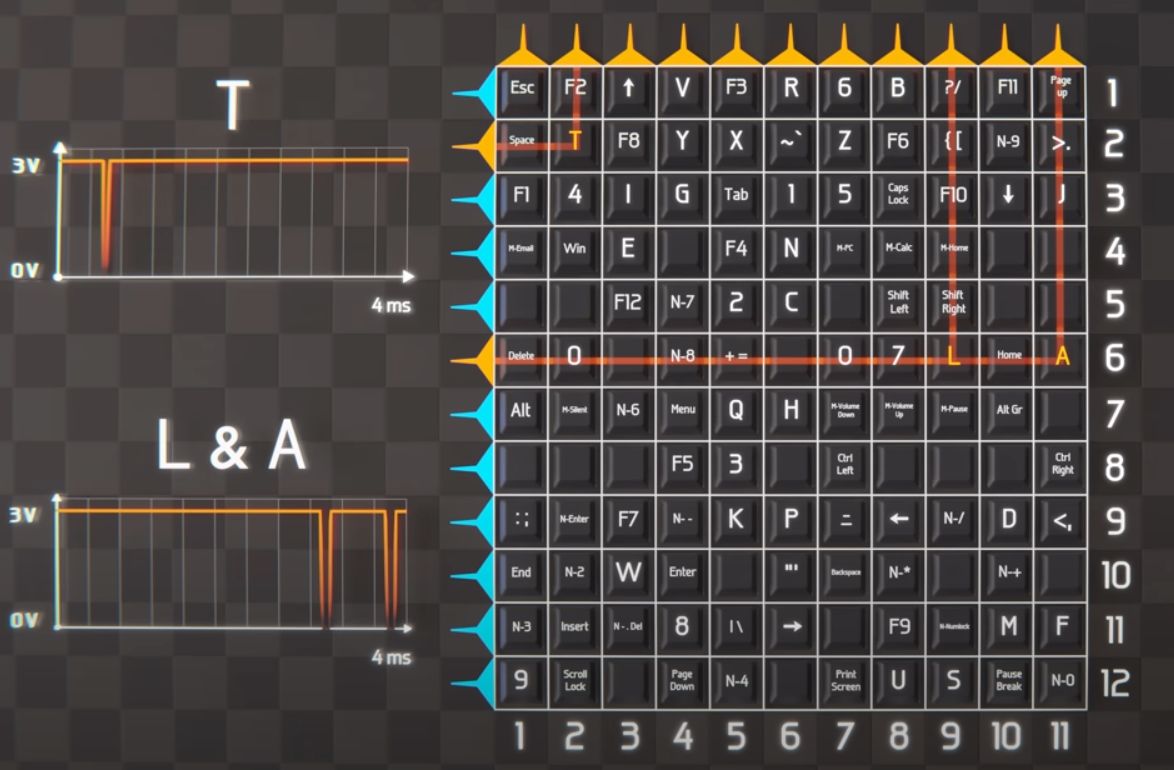 T
3V
0V
4 ms
L & A
3V
0V
4 ms
Esc F2 ↑ V F3 R 6 B ?/ F11 Page up 1
Space T F8 Y X ~` Z F6 {[ N-9 >. 2
F1 4 I G Tab 1 5 Caps Lock F10 ↓ J 3
M-Email Win E F4 N M-PC M-Calc M-Home 4
F12 N-7 2 C Shift Left Shift Right 5
Delete O N-8 += 0 7 L Home A 6
Alt M-Silent N-6 Menu Q H M-Volume Down M-Volume Up M-Pause Alt Gr 7
F5 3 Ctrl Left Ctrl Right 8
:; N-Enter F7 N-- K P = ← N-/ D <, 9
End N-2 W Enter "' Backspace N-* N-+ 10
N-3 Insert N-.Del 8 |\ → F9 N-Numlock M F 11
9 Scroll Lock Page Down N-4 Print Screen U S Pause Break N-0 12
1 2 3 4 5 6 7 8 9 10 11